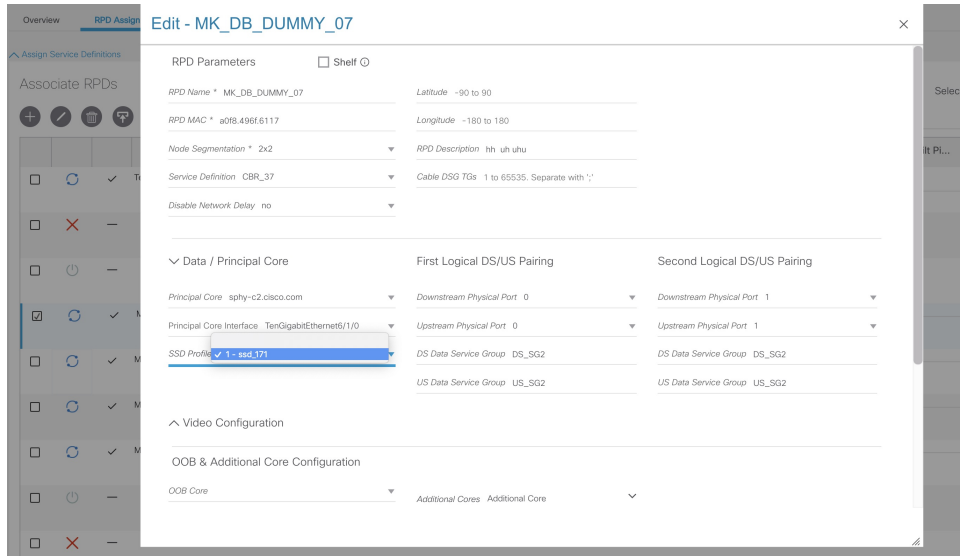 Overview RPD Assign
Edit - MK_DB_DUMMY_07
Assign Service Definitions
Associate RPDs
Selec
RPD Parameters Shelf
RPD Name * MK_DB_DUMMY_07
Latitude -90 to 90
RPD MAC * a0f8.496f.6117
Longitude -180 to 180
Node Segmentation * 2x2
RPD Description hh uh uhu
Service Definition CBR_37
Cable DSG TGs 1 to 65535. Separate with ';'
Disable Network Delay no
Data / Principal Core
First Logical DS/US Pairing
Second Logical DS/US Pairing
Principal Core sphy-c2.cisco.com
Downstream Physical Port 0
Downstream Physical Port 1
Principal Core Interface TenGigabitEthernet6/1/0
Upstream Physical Port 0
Upstream Physical Port 1
SSD Profile 1 - ssd_171
DS Data Service Group DS_SG2
DS Data Service Group DS_SG2
US Data Service Group US_SG2
US Data Service Group US_SG2
Video Configuration
OOB & Additional Core Configuration
OOB Core
Additional Cores Additional Core